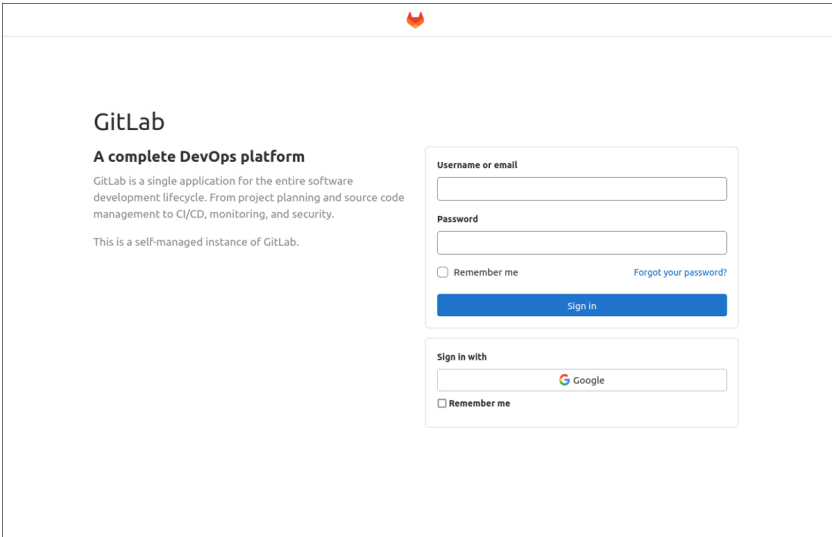 GitLab
A complete DevOps platform
GitLab is a single application for the entire software
development lifecycle. From project planning and source code
management to CI/CD, monitoring, and security.
This is a self-managed instance of GitLab.
Username or email
Password
Remember me
Forgot your password?
Sign in
Sign in with
Google
Remember me